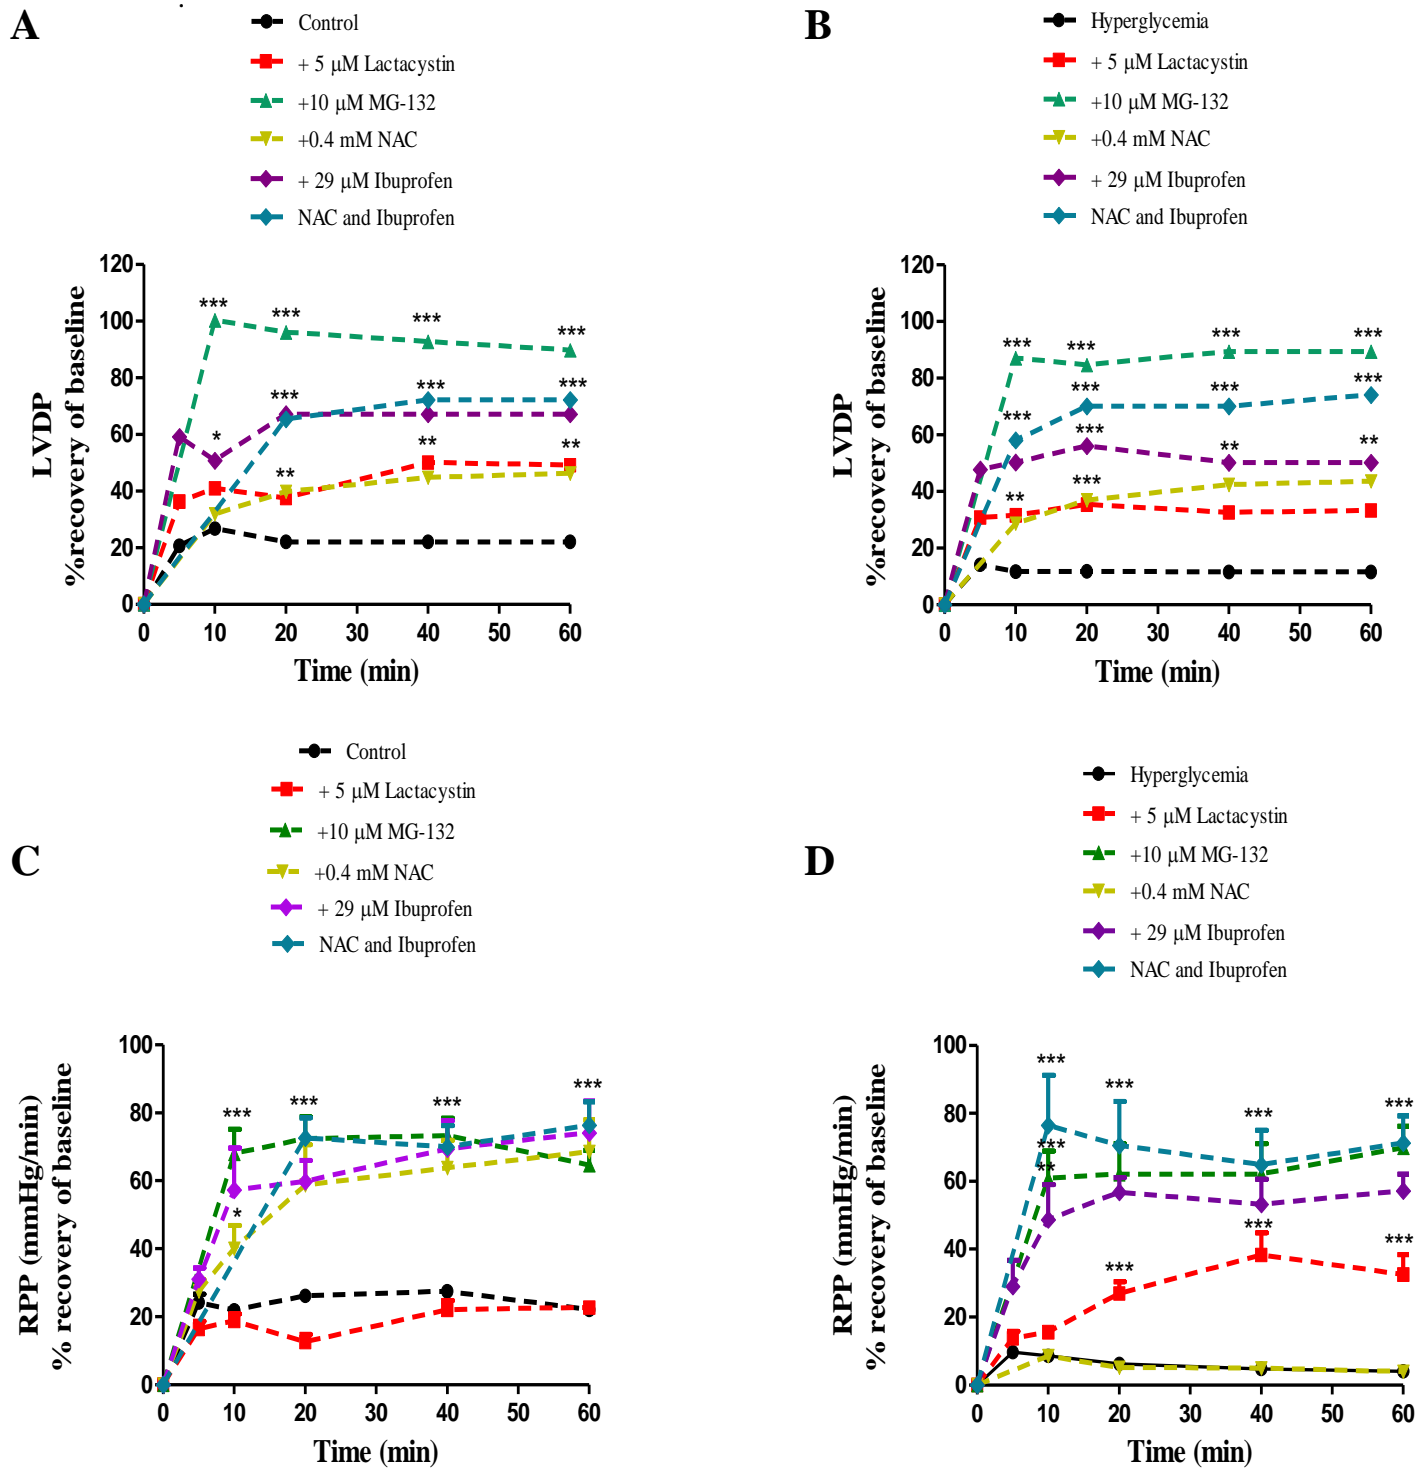 A
Control
+ 5 μM Lactacystin
+10 μM MG-132
+0.4 mM NAC
+ 29 μM Ibuprofen
NAC and Ibuprofen
LVDP
%recovery of baseline
120
100
80
60
40
20
0
***
***
***
***
*
***
***
***
**
**
**
0
10
20
30
40
50
60
Time (min)
B
Hyperglycemia
+ 5 μM Lactacystin
+10 μM MG-132
+0.4 mM NAC
+ 29 μM Ibuprofen
NAC and Ibuprofen
LVDP
%recovery of baseline
120
100
80
60
40
20
0
***
***
***
***
***
***
***
***
***
**
**
**
***
0
10
20
30
40
50
60
Time (min)
C
Control
+ 5 μM Lactacystin
+10 μM MG-132
+0.4 mM NAC
+ 29 μM Ibuprofen
NAC and Ibuprofen
RPP (mmHg/min)
% recovery of baseline
100
80
60
40
20
0
***
***
***
***
*
0
10
20
30
40
50
60
Time (min)
D
Hyperglycemia
+ 5 μM Lactacystin
+10 μM MG-132
+0.4 mM NAC
+ 29 μM Ibuprofen
NAC and Ibuprofen
RPP (mmHg/min)
% recovery of baseline
100
80
60
40
20
0
***
***
***
***
***
**
***
***
***
0
10
20
30
40
50
60
Time (min)